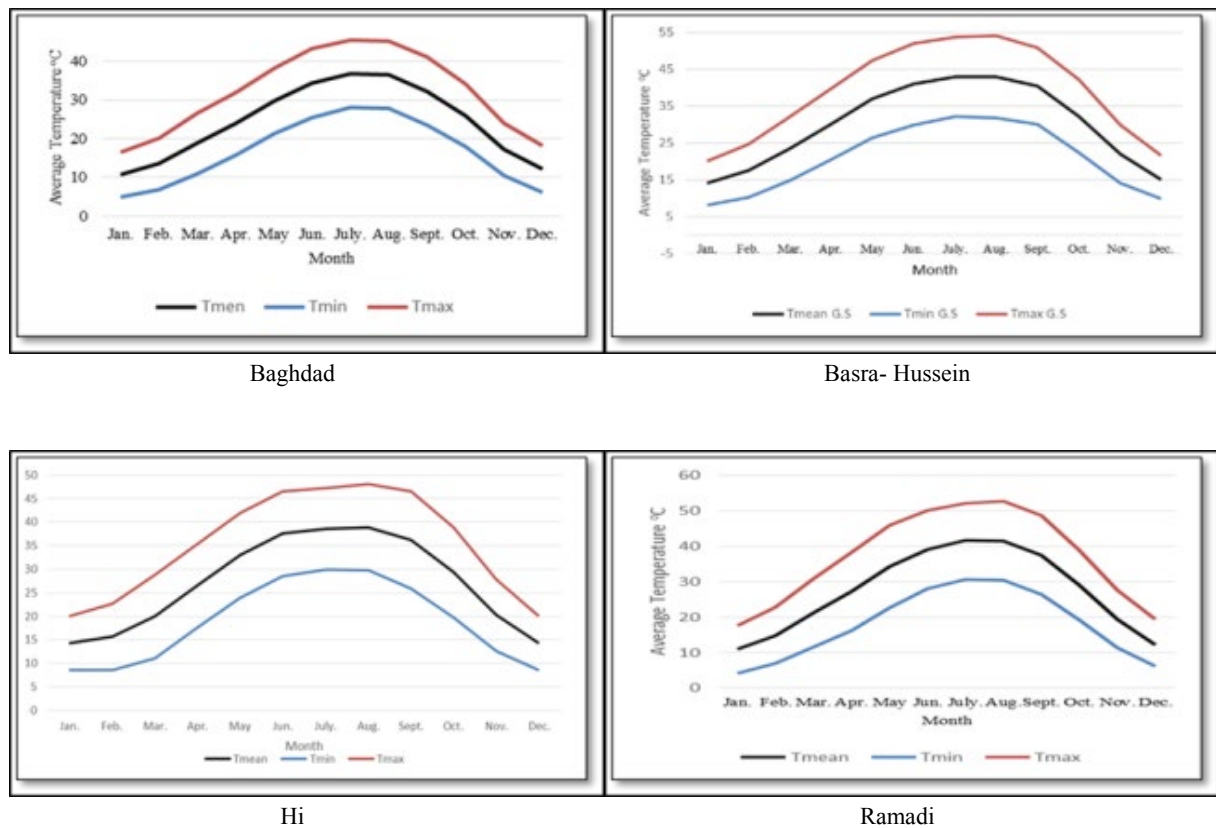 40
30
20
10
0
Average Temperature °C
Jan. Feb. Mar. Apr. May Jun. July. Aug. Sept. Oct. Nov. Dec.
Month
Tmen Tmin Tmax
55
45
35
25
15
5
-5
Average Temperature °C
Jan. Feb. Mar. Apr. May Jun. July. Aug. Sept. Oct. Nov. Dec.
Month
Tmean G.S Tmin G.S Tmax G.S
Baghdad
Basra- Hussein
50
45
40
35
30
25
20
15
10
5
0
Jan. Feb. Mar. Apr. May Jun. July. Aug. Sept. Oct. Nov. Dec.
Month
Tmean Tmin Tmax
60
50
40
30
20
10
0
Average Temperature °C
Jan. Feb. Mar. Apr. May Jun. July. Aug. Sept. Oct. Nov. Dec.
Month
Tmean Tmin Tmax
Hi
Ramadi